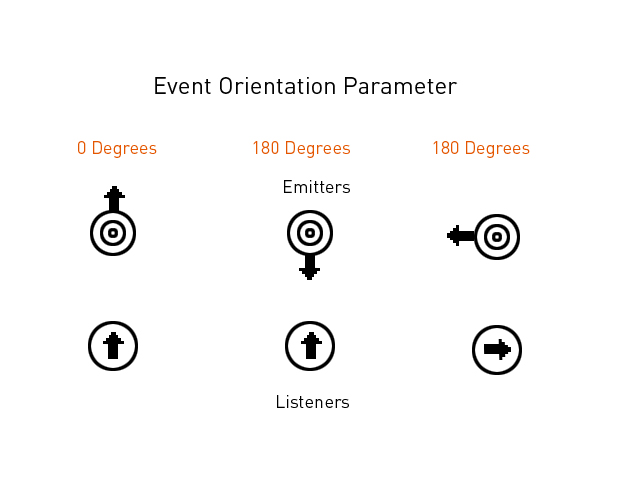 Event Orientation Parameter
0 Degrees
180 Degrees
180 Degrees
Emitters
Listeners